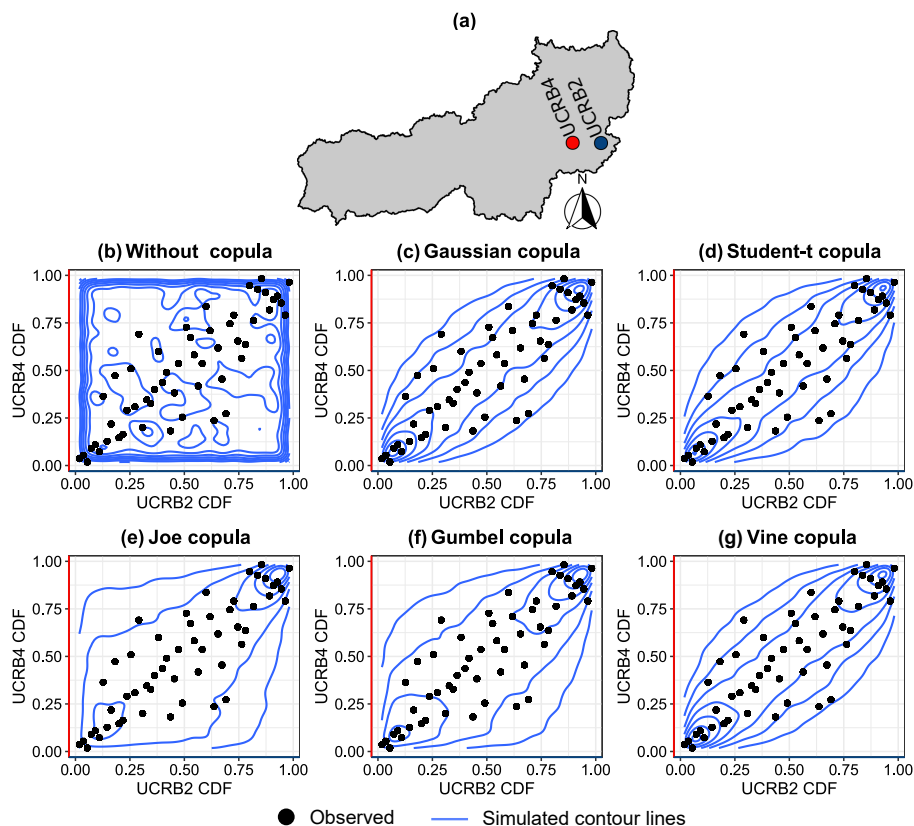 (a)
UCRB4
UCRB2
N
(b) Without copula
(c) Gaussian copula
(d) Student-t copula
1.00
0.75
0.50
0.25
0.00
UCRB4 CDF
0.00 0.25 0.50 0.75 1.00
UCRB2 CDF
1.00
0.75
0.50
0.25
0.00
UCRB4 CDF
0.00 0.25 0.50 0.75 1.00
UCRB2 CDF
1.00
0.75
0.50
0.25
0.00
UCRB4 CDF
0.00 0.25 0.50 0.75 1.00
UCRB2 CDF
(e) Joe copula
(f) Gumbel copula
(g) Vine copula
1.00
0.75
0.50
0.25
0.00
UCRB4 CDF
0.00 0.25 0.50 0.75 1.00
UCRB2 CDF
1.00
0.75
0.50
0.25
0.00
UCRB4 CDF
0.00 0.25 0.50 0.75 1.00
UCRB2 CDF
1.00
0.75
0.50
0.25
0.00
UCRB4 CDF
0.00 0.25 0.50 0.75 1.00
UCRB2 CDF
Observed
Simulated contour lines